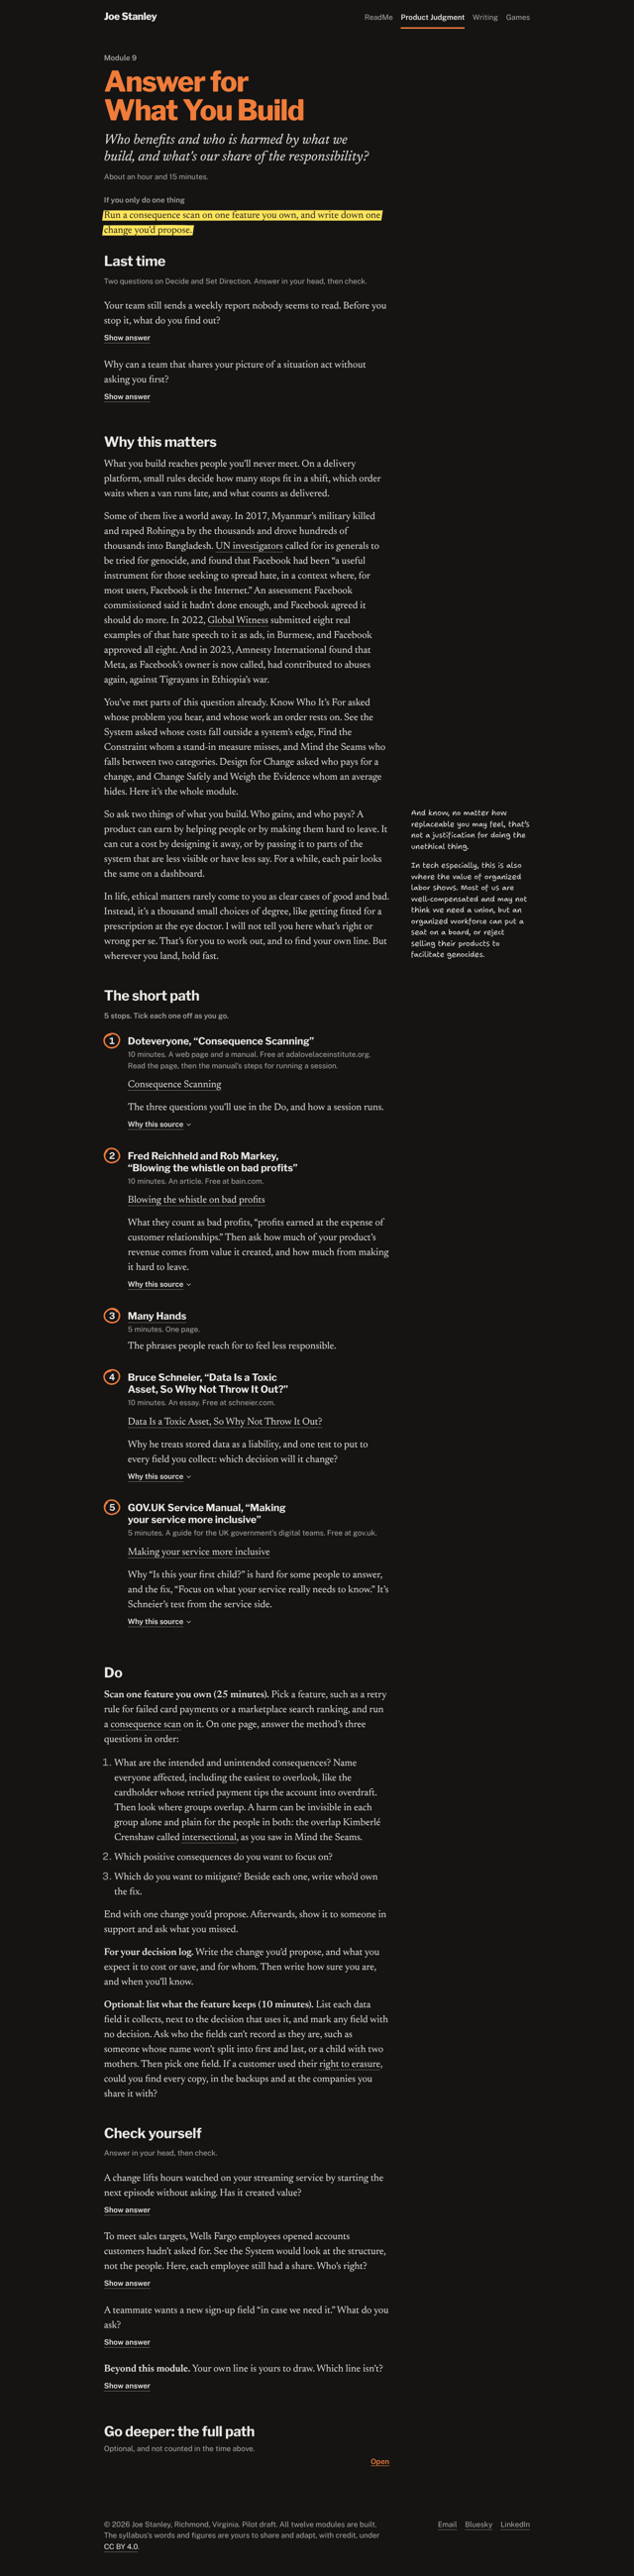 Joe Stanley
ReadMe Product Judgment Writing Games
Module 9
Answer for
What You Build
Who benefits and who is harmed by what we
build, and what's our share of the responsibility?
About an hour and 15 minutes.
If you only do one thing
Run a consequence scan on one feature you own, and write down one
change you'd propose.
Last time
Two questions on Decide and Set Direction. Answer in your head, then check.
Your team still sends a weekly report nobody seems to read. Before you
stop it, what do you find out?
Show answer
Why can a team that shares your picture of a situation act without
asking you first?
Show answer
Why this matters
What you build reaches people you'll never meet. On a delivery
platform, small rules decide how many stops fit in a shift, which order
waits when a van runs late, and what counts as delivered.
Some of them live a world away. In 2017, Myanmar's military killed
and raped Rohingya by the thousands and drove hundreds of
thousands into Bangladesh. UN investigators called for its generals to
be tried for genocide, and found that Facebook had been “a useful
instrument for those seeking to spread hate, in a context where, for
most users, Facebook is the Internet.” An assessment Facebook
commissioned said it hadn't done enough, and Facebook agreed it
should do more. In 2022, Global Witness submitted eight real
examples of that hate speech to it as ads, in Burmese, and Facebook
approved all eight. And in 2023, Amnesty International found that
Meta, as Facebook's owner is now called, had contributed to abuses
again, against Tigrayans in Ethiopia's war.
You've met parts of this question already. Know Who It's For asked
whose problem you hear, and whose work an order rests on. See the
System asked whose costs fall outside a system's edge, Find the
Constraint whom a stand-in measure misses, and Mind the Seams who
falls between two categories. Design for Change asked who pays for a
change, and Change Safely and Weigh the Evidence whom an average
hides. Here it's the whole module.
So ask two things of what you build. Who gains, and who pays? A
product can earn by helping people or by making them hard to leave. It
can cut a cost by designing it away, or by passing it to parts of the
system that are less visible or have less say. For a while, each pair looks
the same on a dashboard.
And know, no matter how
replaceable you may feel, that's
not a justification for doing the
unethical thing.
In tech especially, this is also
where the value of organized
labor shows. Most of us are
well-compensated and may not
think we need a union, but an
organized workforce can put a
seat on a board, or reject
selling their products to
facilitate genocides.
In life, ethical matters rarely come to you as clear cases of good and bad.
Instead, it's a thousand small choices of degree, like getting fitted for a
prescription at the eye doctor. I will not tell you what's right or
wrong per se. That's for you to work out, and to find your own line. But
wherever you land, hold fast.
The short path
5 stops. Tick each one off as you go.
1
Doteveryone, “Consequence Scanning”
10 minutes. A web page and a manual. Free at adalovelaceinstitute.org.
Read the page, then the manual's steps for running a session.
Consequence Scanning
The three questions you'll use in the Do, and how a session runs.
Why this source
2
Fred Reichheld and Rob Markey,
“Blowing the whistle on bad profits”
10 minutes. An article. Free at bain.com.
Blowing the whistle on bad profits
What they count as bad profits, “profits earned at the expense of
customer relationships.” Then ask how much of your product's
revenue comes from value it created, and how much from making
it hard to leave.
Why this source
3
Many Hands
5 minutes. One page.
The phrases people reach for to feel less responsible.
4
Bruce Schneier, “Data Is a Toxic
Asset, So Why Not Throw It Out?”
10 minutes. An essay. Free at schneier.com.
Data Is a Toxic Asset, So Why Not Throw It Out?
Why he treats stored data as a liability, and one test to put to
every field you collect: which decision will it change?
Why this source
5
GOV.UK Service Manual, “Making
your service more inclusive”
5 minutes. A guide for the UK government's digital teams. Free at gov.uk.
Making your service more inclusive
Why “Is this your first child?” is hard for some people to answer,
and the fix, “Focus on what your service really needs to know.” It's
Schneier's test from the service side.
Why this source
Do
Scan one feature you own (25 minutes). Pick a feature, such as a retry
rule for failed card payments or a marketplace search ranking, and run
a consequence scan on it. On one page, answer the method's three
questions in order:
1. What are the intended and unintended consequences? Name
everyone affected, including the easiest to overlook, like the
cardholder whose retried payment tips the account into overdraft.
Then look where groups overlap. A harm can be invisible in each
group alone and plain for the people in both: the overlap Kimberlé
Crenshaw called intersectional, as you saw in Mind the Seams.
2. Which positive consequences do you want to focus on?
3. Which do you want to mitigate? Beside each one, write who'd own
the fix.
End with one change you'd propose. Afterwards, show it to someone in
support and ask what you missed.
For your decision log. Write the change you'd propose, and what you
expect it to cost or save, and for whom. Then write how sure you are,
and when you'll know.
Optional: list what the feature keeps (10 minutes). List each data
field it collects, next to the decision that uses it, and mark any field with
no decision. Ask who the fields can't record as they are, such as
someone whose name won't split into first and last, or a child with two
mothers. Then pick one field. If a customer used their right to erasure,
could you find every copy, in the backups and at the companies you
share it with?
Check yourself
Answer in your head, then check.
A change lifts hours watched on your streaming service by starting the
next episode without asking. Has it created value?
Show answer
To meet sales targets, Wells Fargo employees opened accounts
customers hadn't asked for. See the System would look at the structure,
not the people. Here, each employee still had a share. Who's right?
Show answer
A teammate wants a new sign-up field “in case we need it.” What do you
ask?
Show answer
Beyond this module. Your own line is yours to draw. Which line isn't?
Show answer
Go deeper: the full path
Optional, and not counted in the time above.
Open
© 2026 Joe Stanley, Richmond, Virginia. Pilot draft. All twelve modules are built.
The syllabus's words and figures are yours to share and adapt, with credit, under
CC BY 4.0.
Email Bluesky LinkedIn